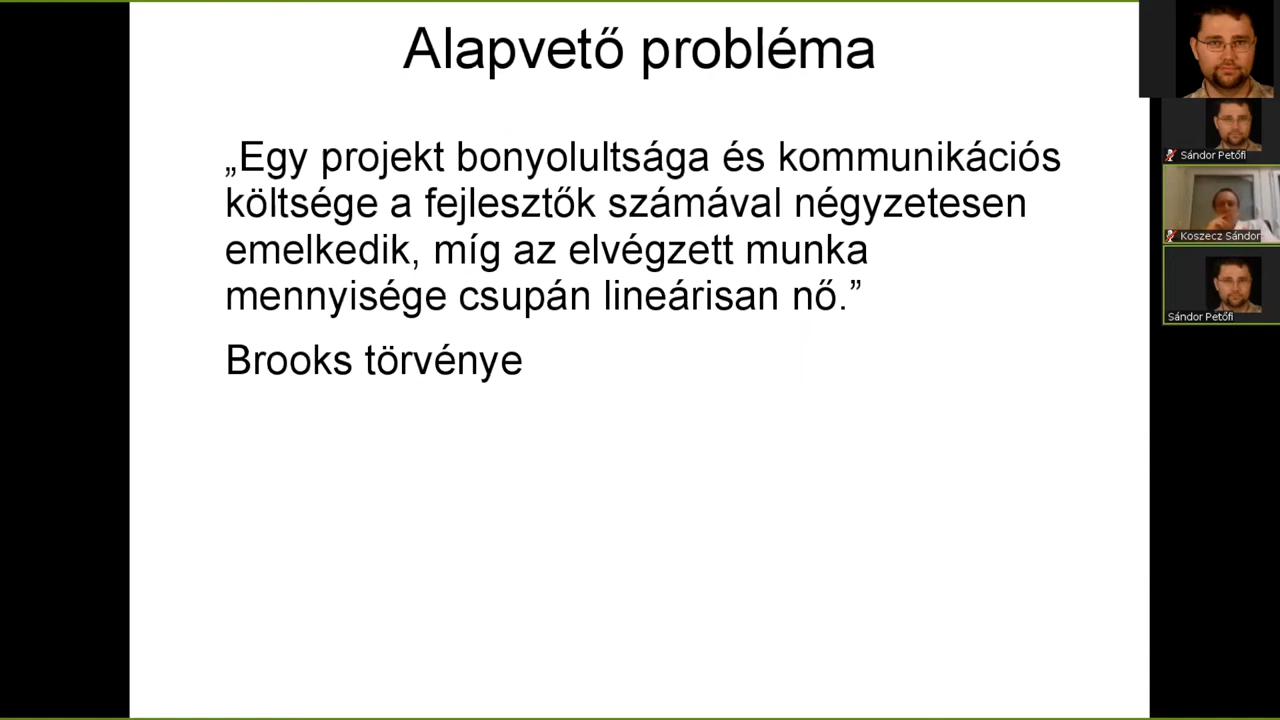 Alapvető probléma
„Egy projekt bonyolultsága és kommunikációs
költsége a fejlesztők számával négyzetesen
emelkedik, míg az elvégzett munka
mennyisége csupán lineárisan nő.”
Brooks törvénye
Sándor Petőfi
Koszecz Sándor
Sándor Petőfi